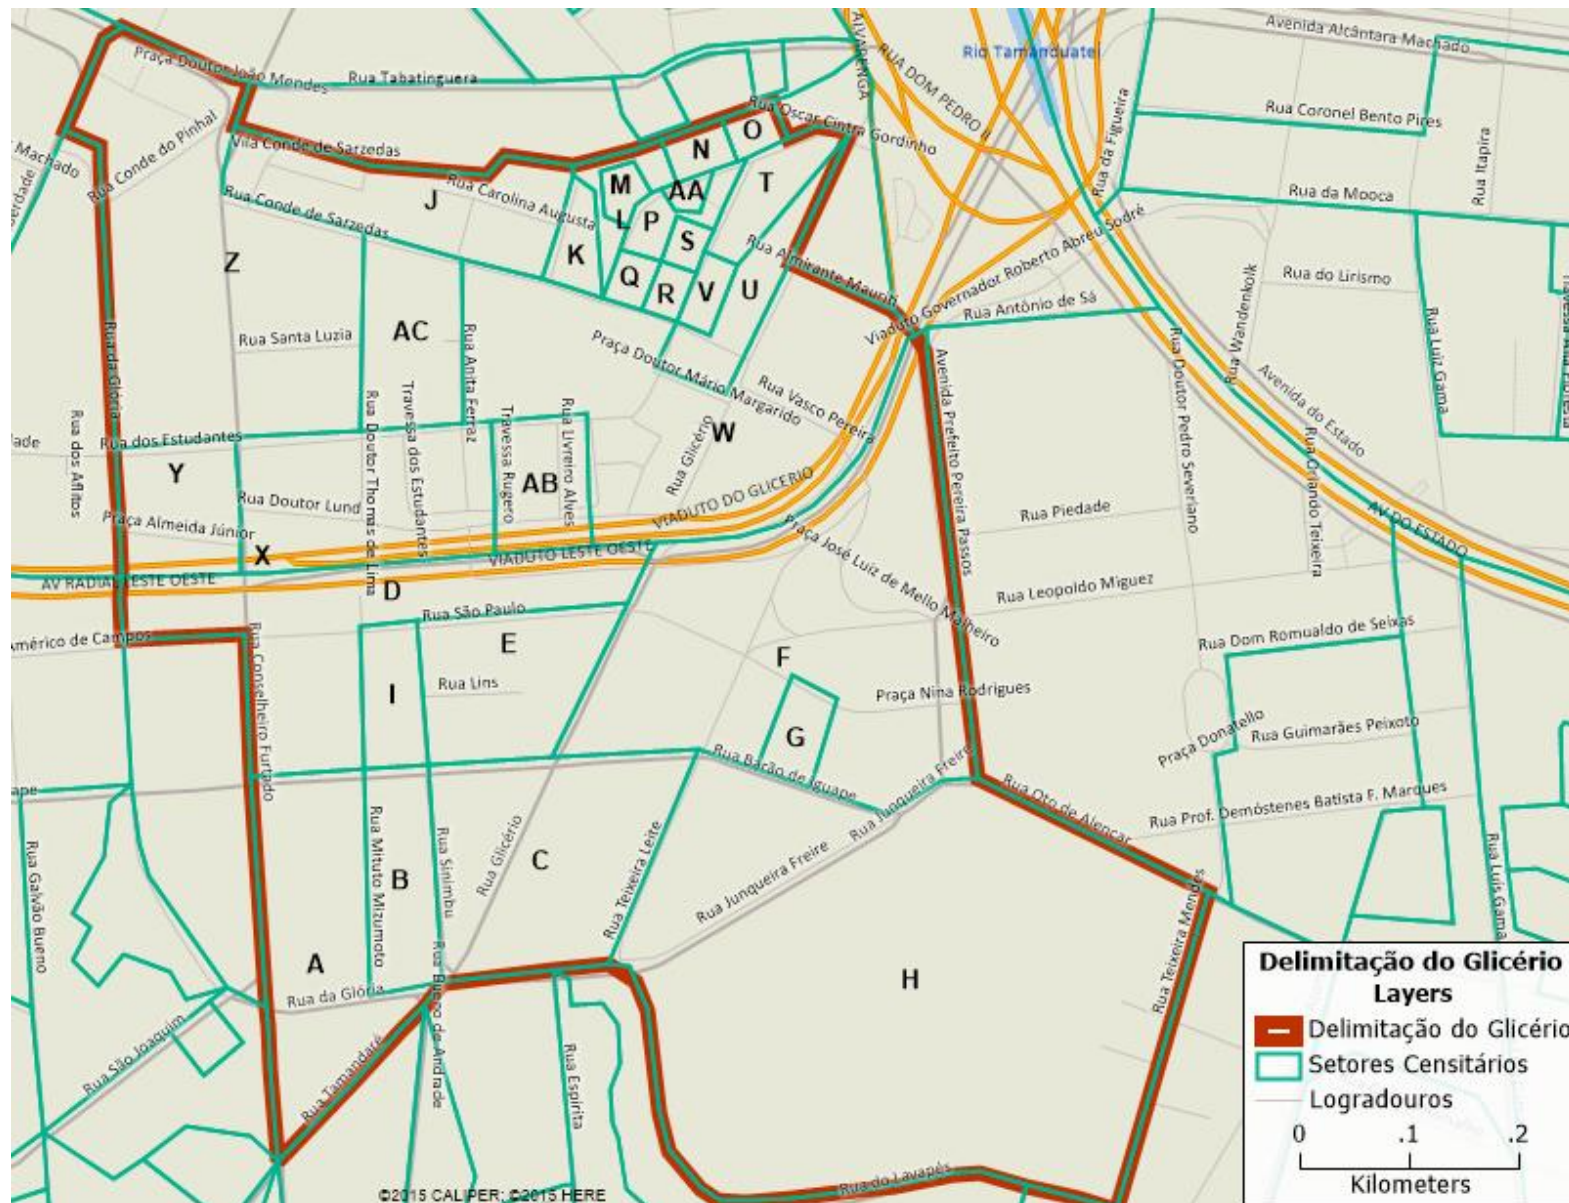 Avenida Alcântara Machado
ALVARENGA
RUA DOM PEDRO II
Rio Tamanduateí
Praça Doutor João Mendes
Rua Tabatinguera
Rua Oscar Cintra Gordinho
Rua da Figueira
Rua Coronel Bento Pires
Rua Itapira
Machado
Rua Conde do Pinhal
Vila Conde de Sarzedas
O
N
M
AA
T
Rua da Mooca
Rua Conde de Sarzedas
J
Rua Carolina Augusta
L
P
S
K
Q
R
V
U
Z
Rua Almirante Mauriti
Viaduto Governador Roberto Abreu Sodré
Rua Antônio de Sá
Rua do Lirismo
Rua Wandenkolk
Rua Luiz Gama
Rua da Glória
Rua Santa Luzia
AC
Rua Anita Ferraz
Praça Doutor Mário Margarido
Rua Vasco Pereira
Avenida Prefeito Pereira Passos
Rua Doutor Pedro Severiano
Avenida do Estado
Rua Orlando Teixeira
Rua dos Aflitos
Rua dos Estudantes
Rua Doutor Thomas de Lima
Travessa dos Estudantes
Travessa Rugero
Rua Livreiro Alves
AB
Rua Glicério
W
Y
Rua Doutor Lund
Praça Almeida Júnior
X
VIADUTO DO GLICERIO
VIADUTO LESTE OESTE
AV RADIAL LESTE OESTE
Praça José Luiz de Mello Malheiro
Rua Piedade
AV DO ESTADO
D
Rua Leopoldo Miguez
Rua São Paulo
Américo de Campos
Rua Conselheiro Furtado
E
Rua Lins
I
F
Praça Nina Rodrigues
Rua Dom Romualdo de Seixas
G
Praça Donatello
Rua Guimarães Peixoto
Rua Barão de Iguape
Rua Junqueira Freire
Rua Oto de Alencar
Rua Prof. Demóstenes Batista F. Marques
Rua Galvão Bueno
Rua Mituto Mizumoto
B
Rua Sinimbu
Rua Glicério
C
Rua Teixeira Leite
Rua Junqueira Freire
Rua Luís Gama
Rua Teixeira Mendes
A
H
Rua da Glória
Rua Bueno de Andrade
Rua São Joaquim
Rua Tamandaré
Rua Espírita
Rua do Lavapés
Delimitação do Glicério
Layers
Delimitação do Glicério
Setores Censitários
Logradouros
0 .1 .2
Kilometers
©2015 CALIPER; ©2015 HERE